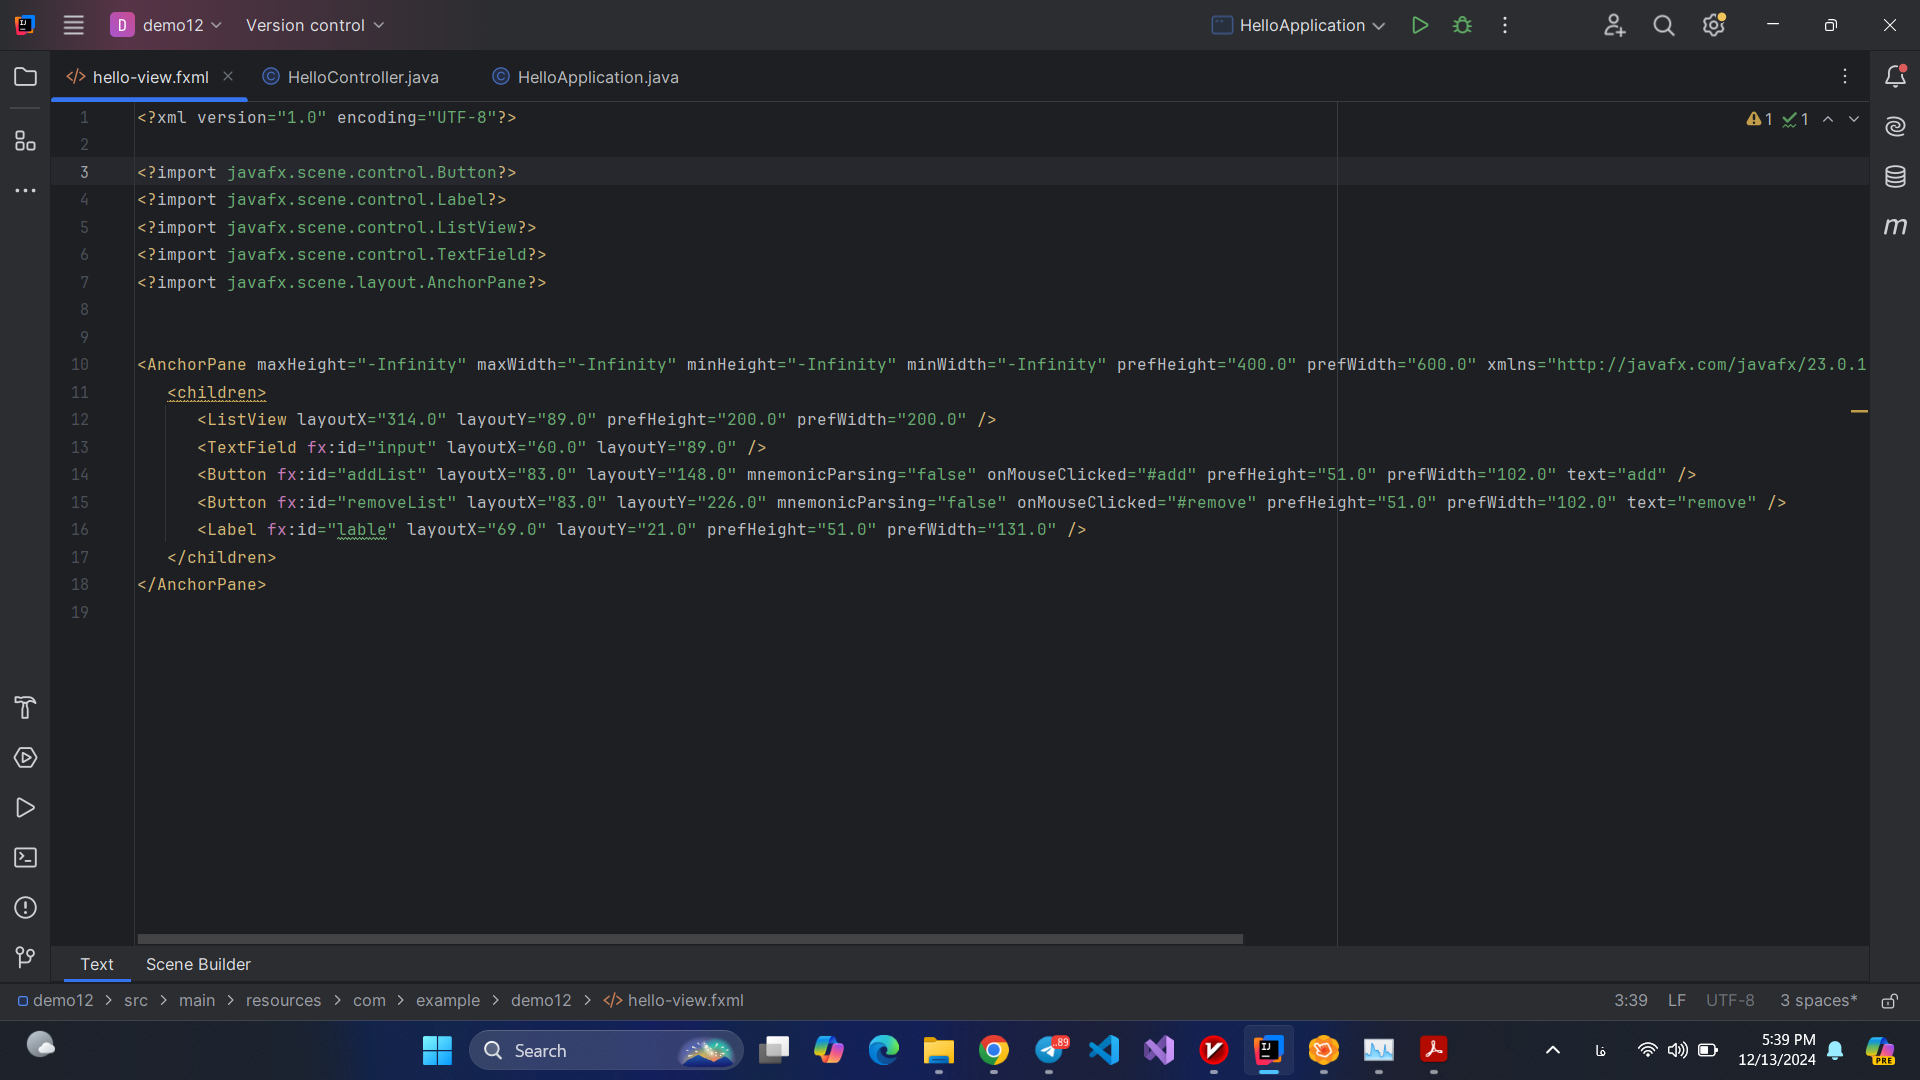 D demo12 Version control HelloApplication
hello-view.fxml HelloController.java HelloApplication.java
1 <?xml version="1.0" encoding="UTF-8"?> 1 1
2
3 <?import javafx.scene.control.Button?>
4 <?import javafx.scene.control.Label?>
5 <?import javafx.scene.control.ListView?>
6 <?import javafx.scene.control.TextField?>
7 <?import javafx.scene.layout.AnchorPane?>
8
9
10 <AnchorPane maxHeight="-Infinity" maxWidth="-Infinity" minHeight="-Infinity" minWidth="-Infinity" prefHeight="400.0" prefWidth="600.0" xmlns="http://javafx.com/javafx/23.0.1
11 <children>
12 <ListView layoutX="314.0" layoutY="89.0" prefHeight="200.0" prefWidth="200.0" />
13 <TextField fx:id="input" layoutX="60.0" layoutY="89.0" />
14 <Button fx:id="addList" layoutX="83.0" layoutY="148.0" mnemonicParsing="false" onMouseClicked="#add" prefHeight="51.0" prefWidth="102.0" text="add" />
15 <Button fx:id="removeList" layoutX="83.0" layoutY="226.0" mnemonicParsing="false" onMouseClicked="#remove" prefHeight="51.0" prefWidth="102.0" text="remove" />
16 <Label fx:id="lable" layoutX="69.0" layoutY="21.0" prefHeight="51.0" prefWidth="131.0" />
17 </children>
18 </AnchorPane>
19
m
Text Scene Builder
demo12 > src > main > resources > com > example > demo12 > </> hello-view.fxml 3:39 LF UTF-8 3 spaces*
Search .89 فا 5:39 PM
12/13/2024
PRE